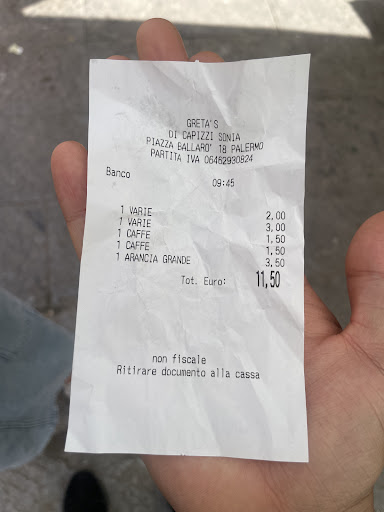 GRETA'S
DI CAPIZZI SONIA
PIAZZA BALLARO' 18 PALERMO
PARTITA IVA 06462930824
Banco 09:45
1 VARIE 2,00
1 VARIE 3,00
1 CAFFE 1,50
1 CAFFE 1,50
1 ARANCIA GRANDE 3,50
Tot. Euro: 11,50
non fiscale
Ritirare documento alla cassa